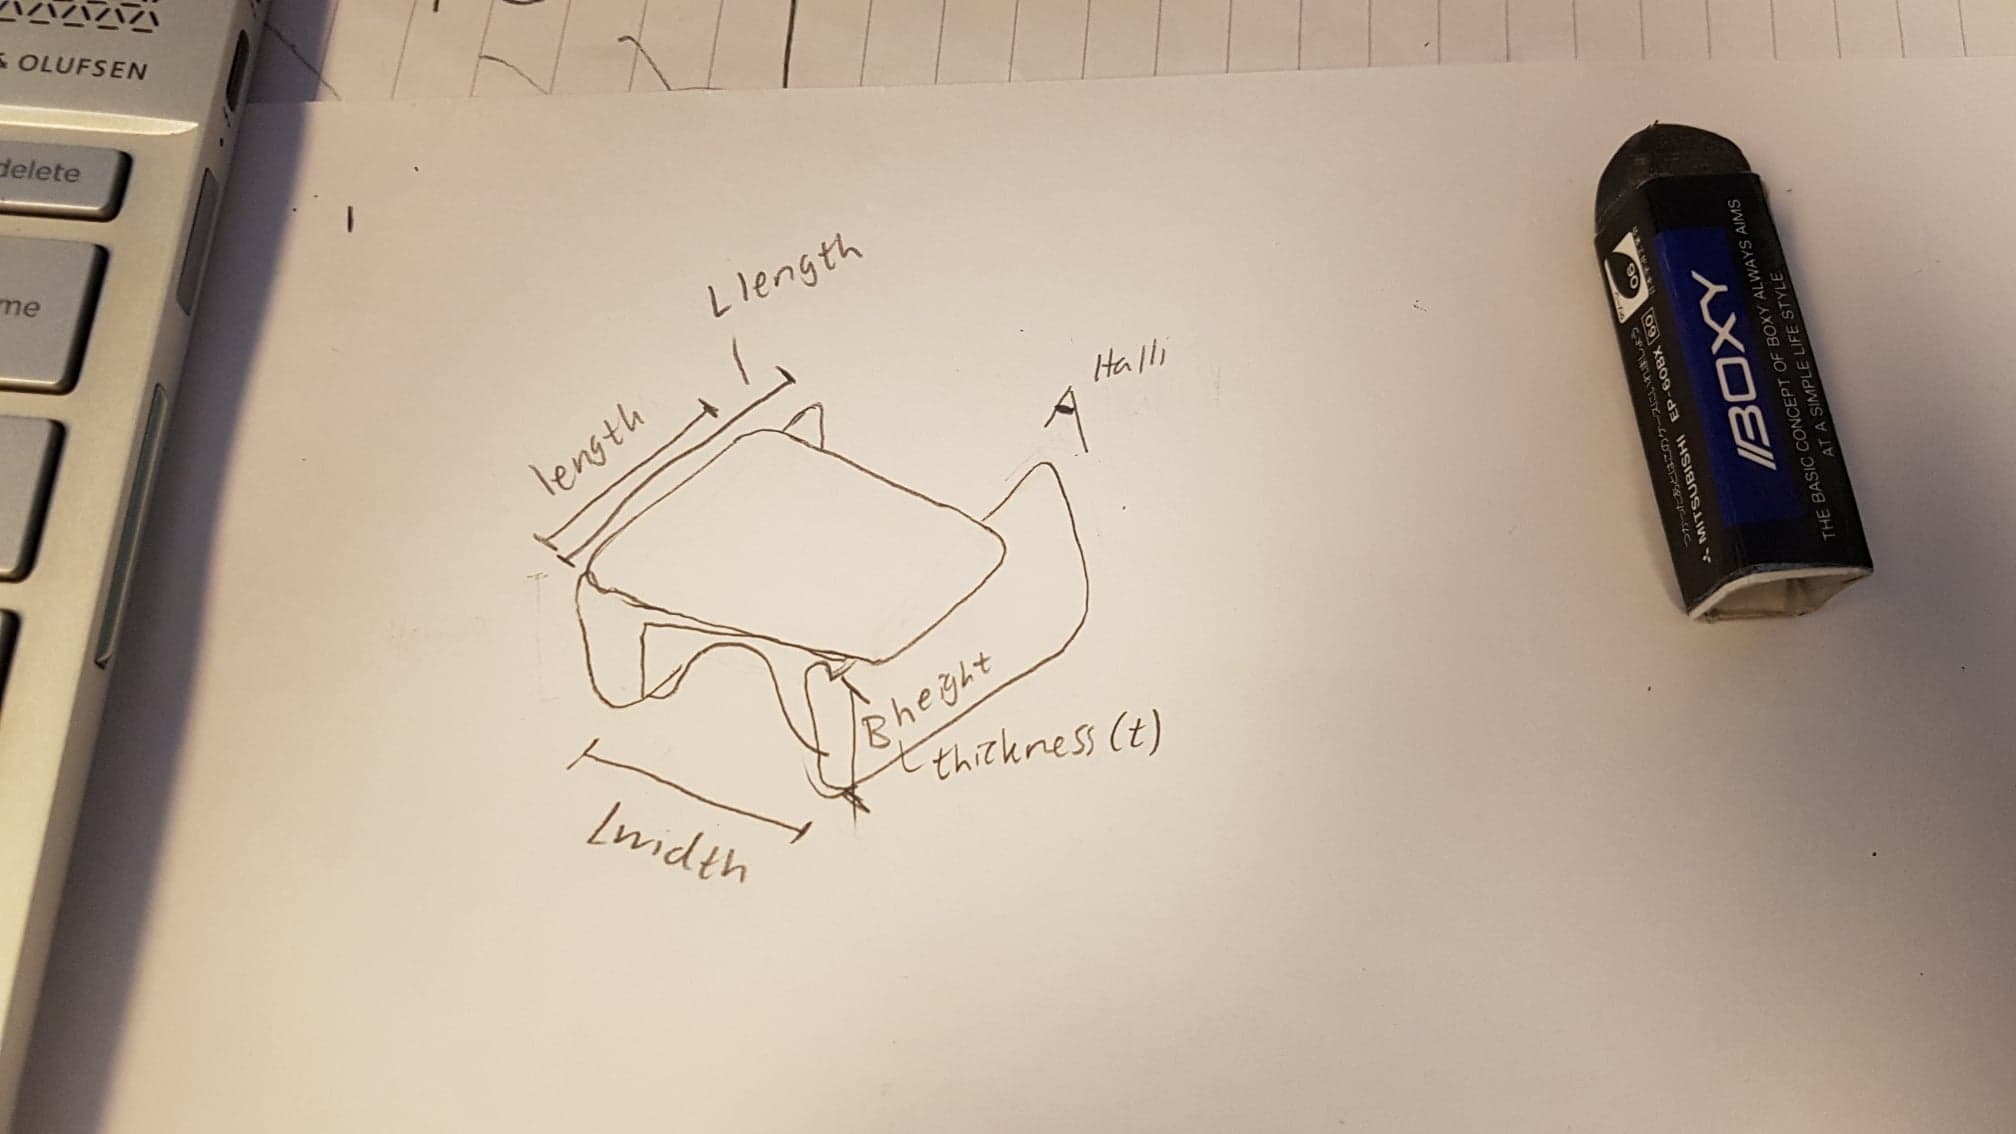 & OLUFSEN
delete
me
L length
length
Halli
B height
thickness (t)
Lwidth
BOXY
THE BASIC CONCEPT OF BOXY ALWAYS AIMS
AT A SIMPLE LIFE STYLE
MITSUBISHI EP-60BX 60